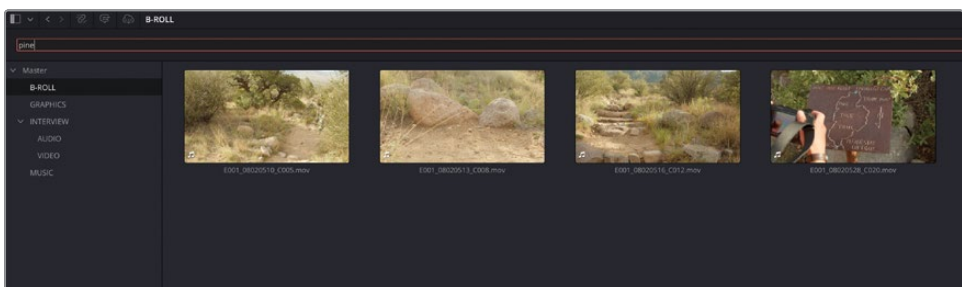 B-ROLL
pine
Master
B-ROLL
GRAPHICS
INTERVIEW
AUDIO
VIDEO
MUSIC
E001_08020510_C005.mov
E001_08020513_C008.mov
E001_08020516_C012.mov
E001_08020528_C020.mov